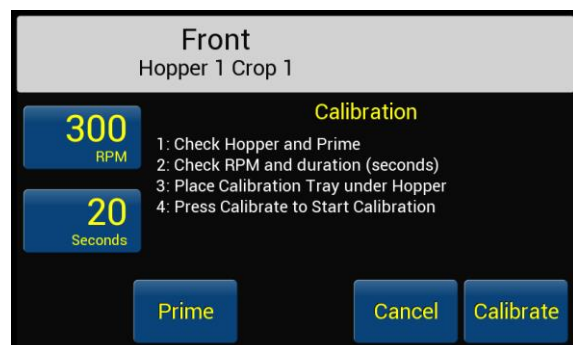 Front
Hopper 1 Crop 1
Calibration
300
RPM
1: Check Hopper and Prime
2: Check RPM and duration (seconds)
3: Place Calibration Tray under Hopper
4: Press Calibrate to Start Calibration
20
Seconds
Prime
Cancel
Calibrate